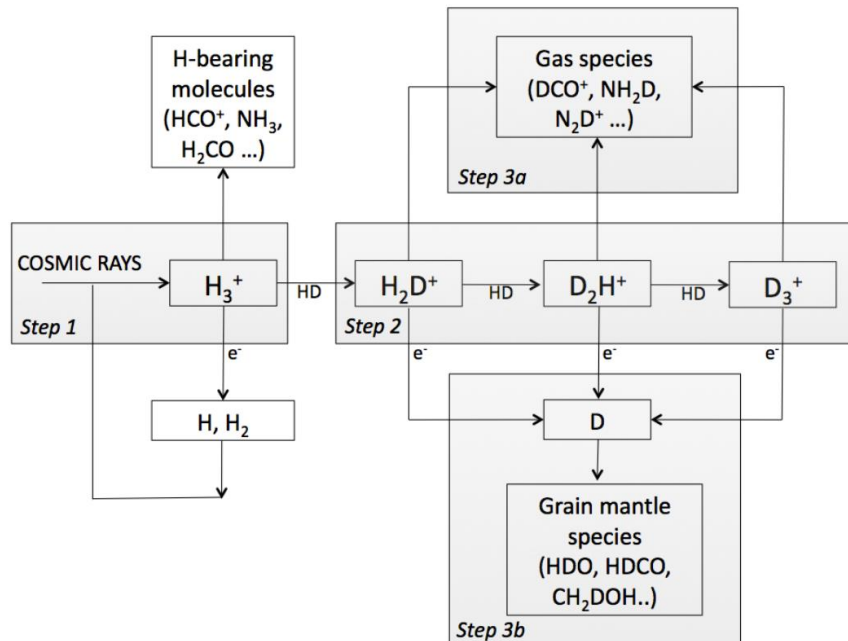 H-bearing
molecules
(HCO⁺, NH₃,
H₂CO ...)
Gas species
(DCO⁺, NH₂D,
N₂D⁺ ...)
Step 3a
COSMIC RAYS
H₃⁺
HD
H₂D⁺
HD
D₂H⁺
HD
D₃⁺
Step 1
Step 2
e⁻
e⁻
e⁻
e⁻
H, H₂
D
Grain mantle
species
(HDO, HDCO,
CH₂DOH..)
Step 3b